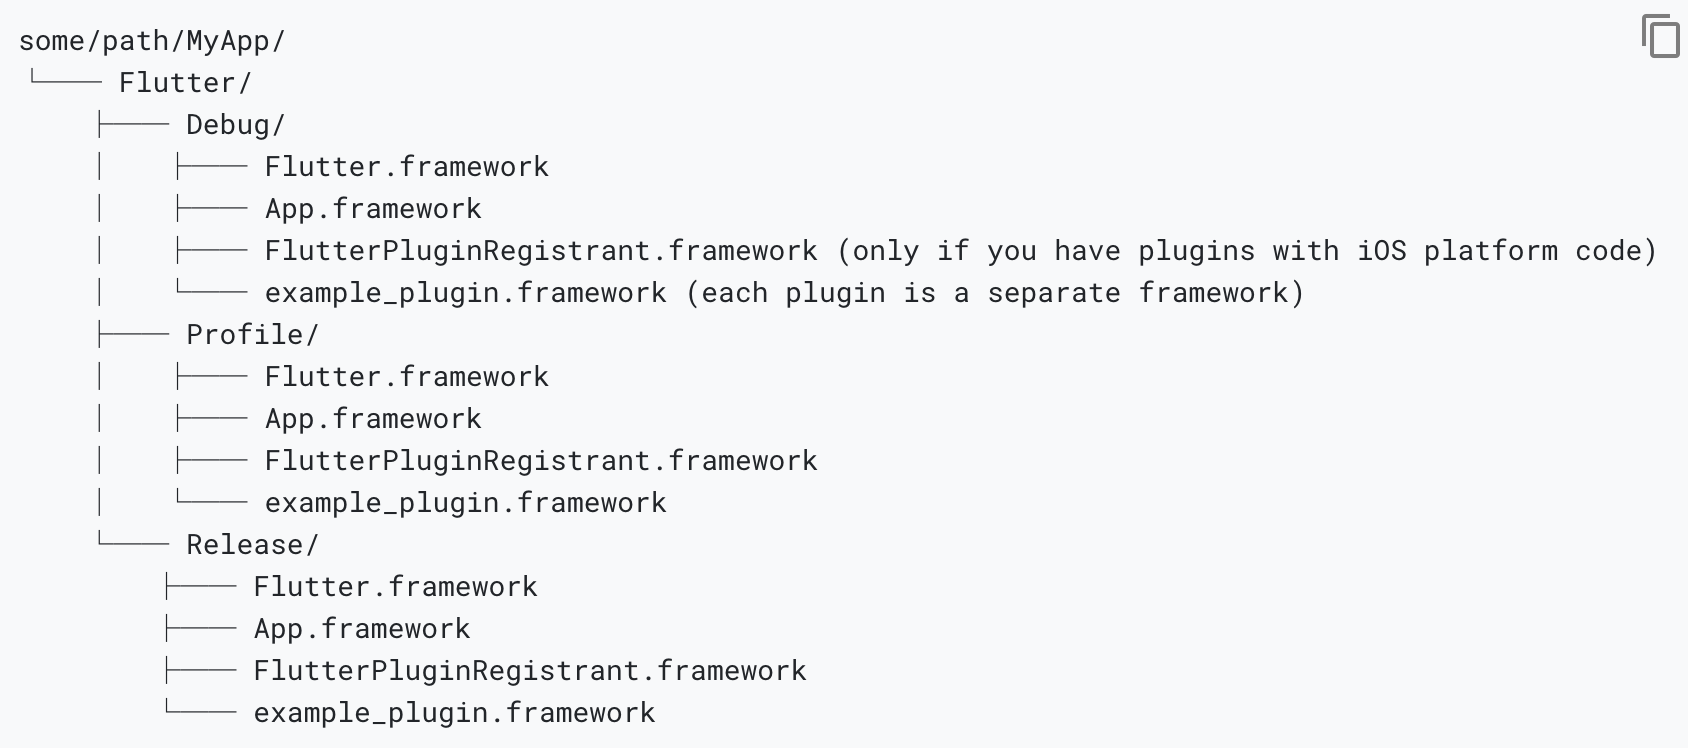 some/path/MyApp/
└── Flutter/
    ├── Debug/
    │   ├── Flutter.framework
    │   ├── App.framework
    │   ├── FlutterPluginRegistrant.framework (only if you have plugins with iOS platform code)
    │   └── example_plugin.framework (each plugin is a separate framework)
    ├── Profile/
    │   ├── Flutter.framework
    │   ├── App.framework
    │   ├── FlutterPluginRegistrant.framework
    │   └── example_plugin.framework
    └── Release/
        ├── Flutter.framework
        ├── App.framework
        ├── FlutterPluginRegistrant.framework
        └── example_plugin.framework